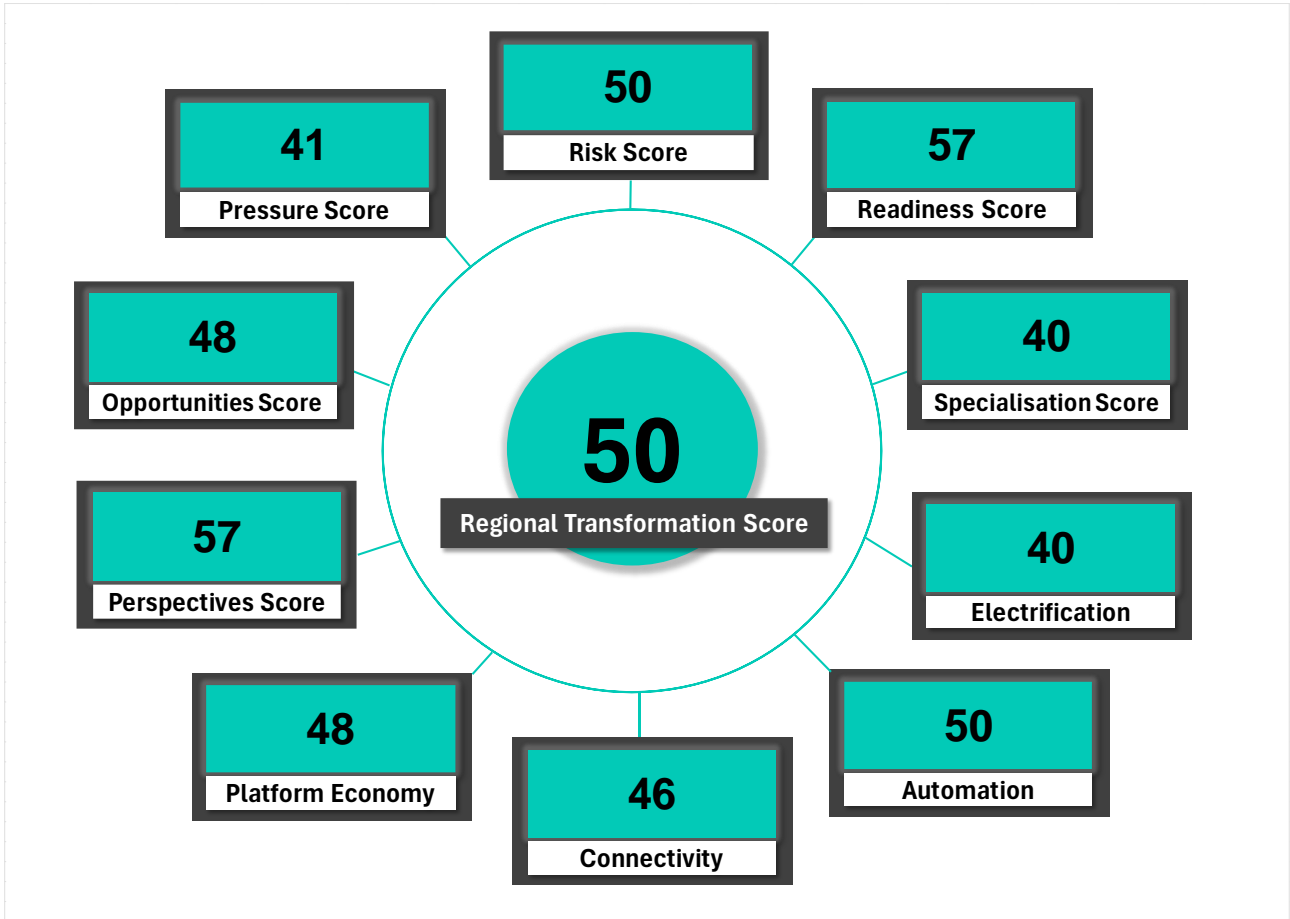 50
Risk Score
41
Pressure Score
57
Readiness Score
48
Opportunities Score
40
Specialisation Score
50
Regional Transformation Score
57
Perspectives Score
40
Electrification
48
Platform Economy
50
Automation
46
Connectivity